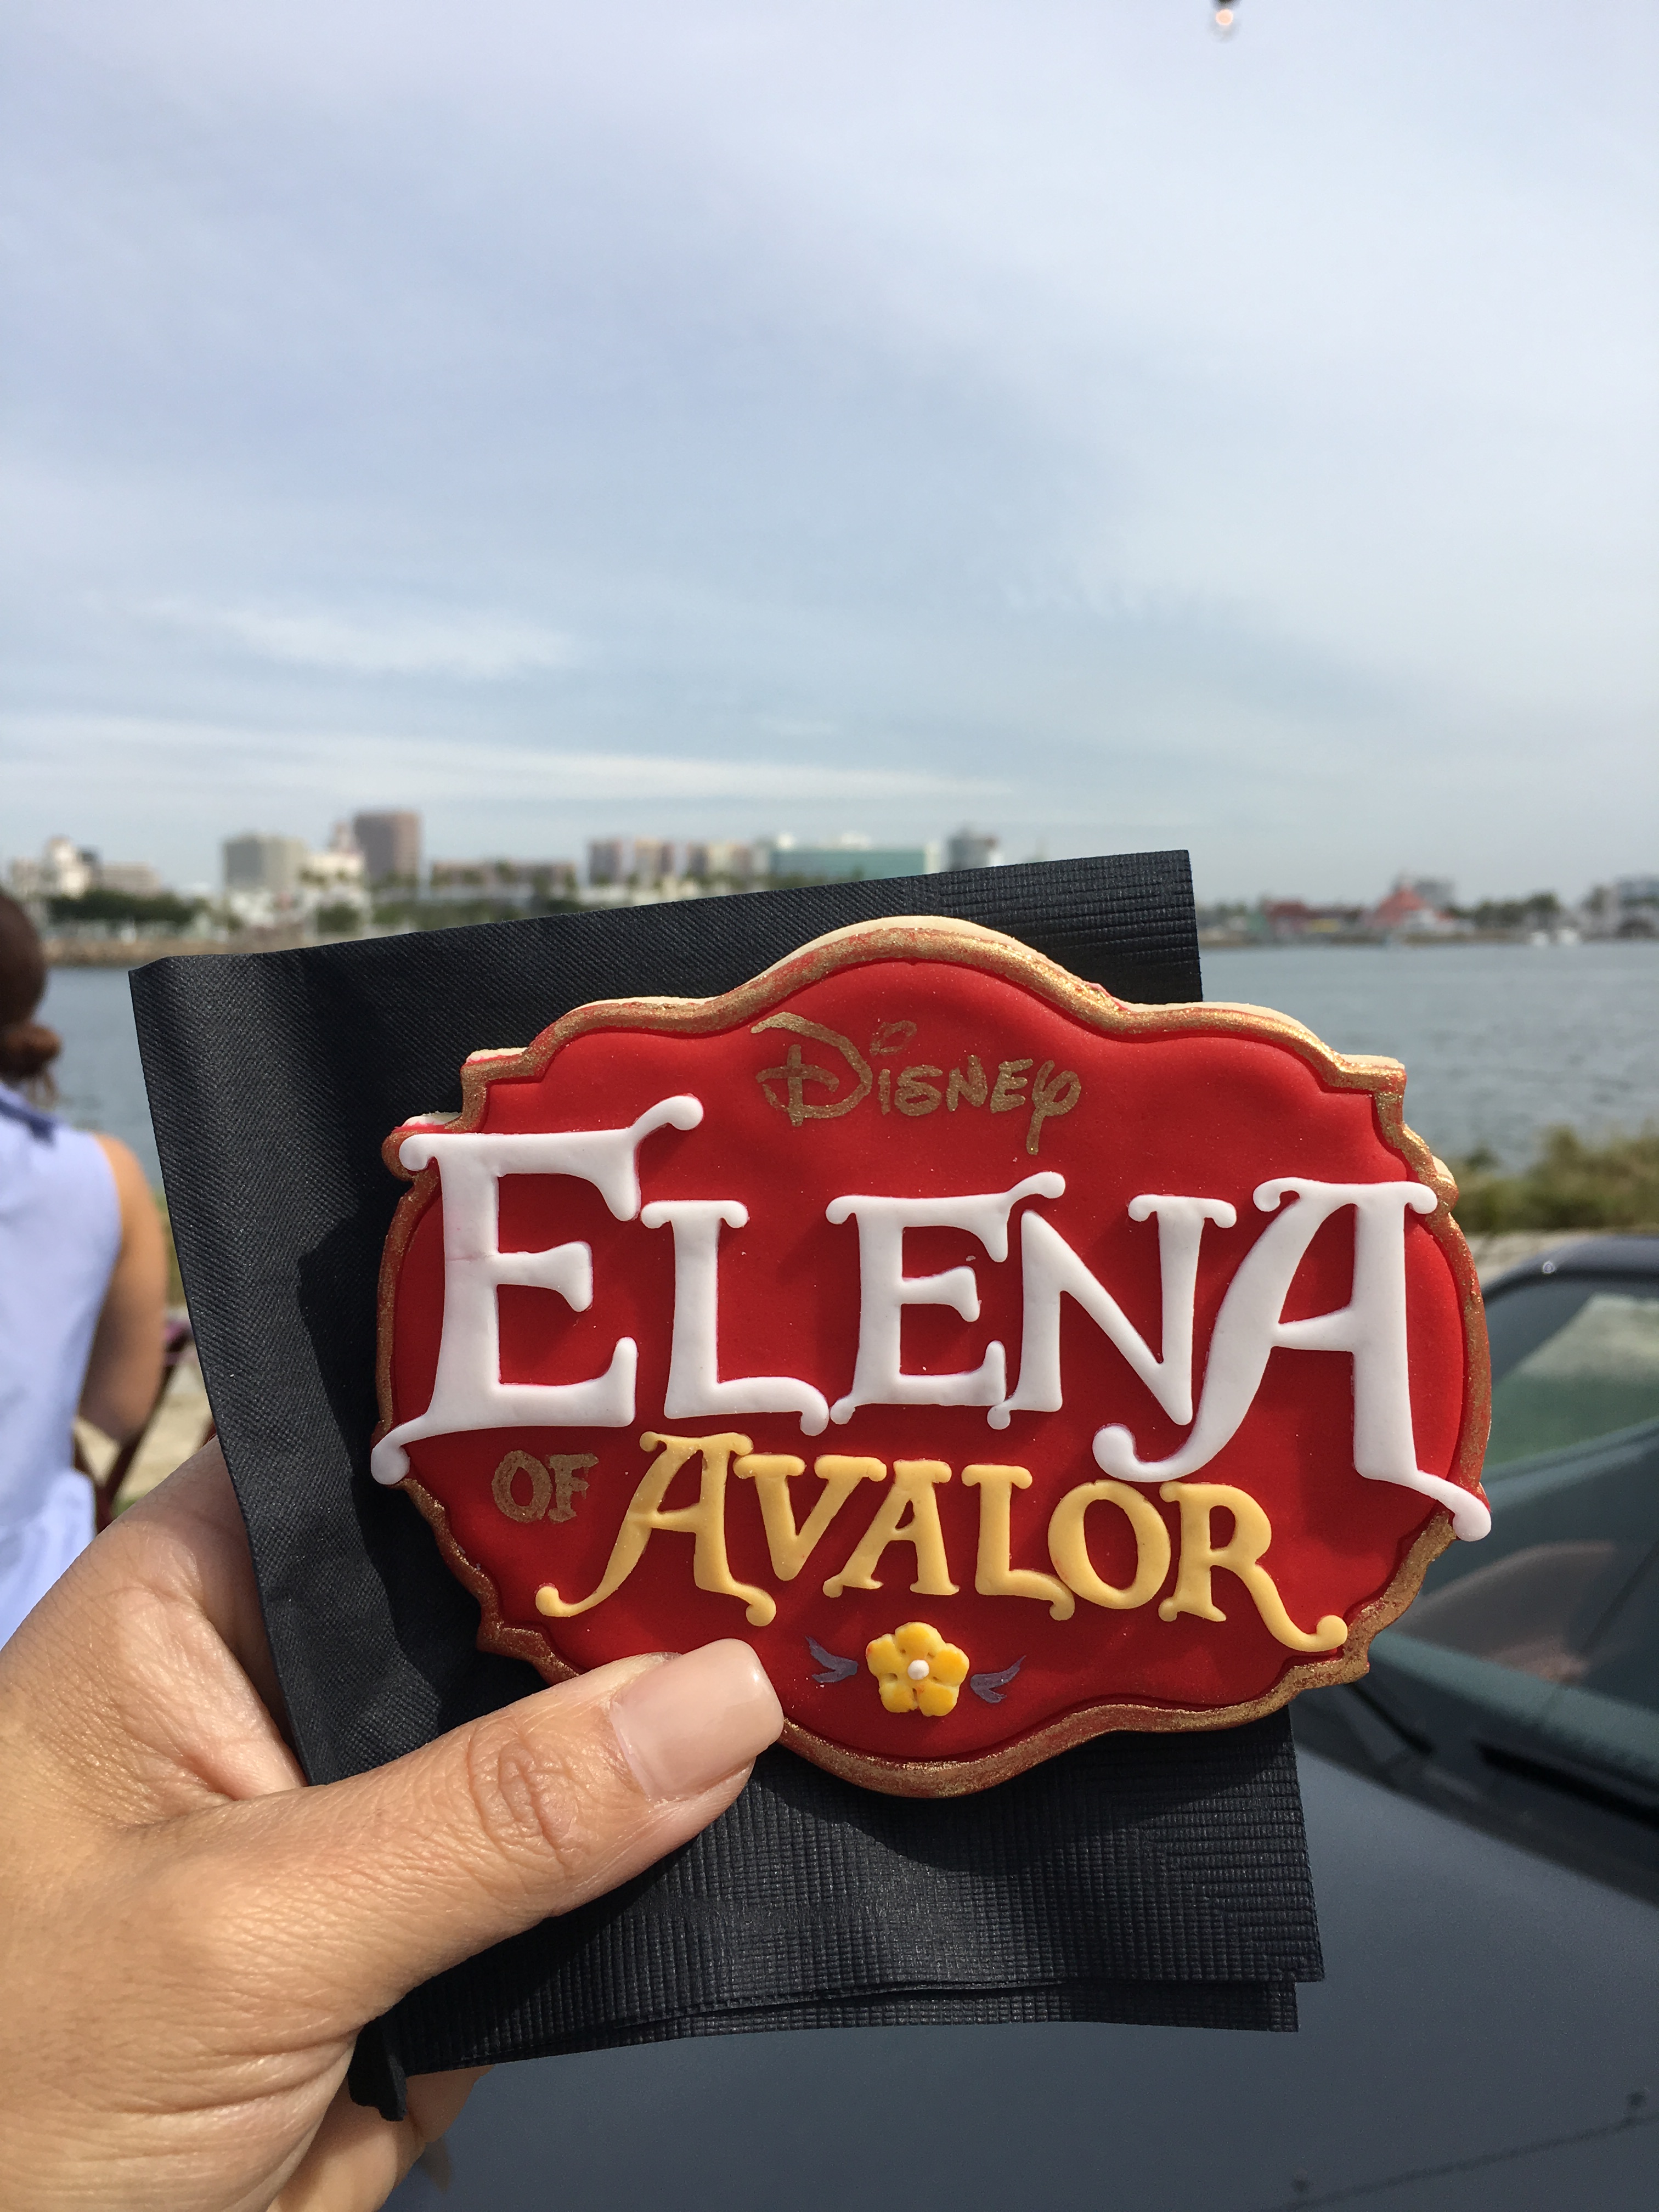 Disney
ELENA
OF AVALOR